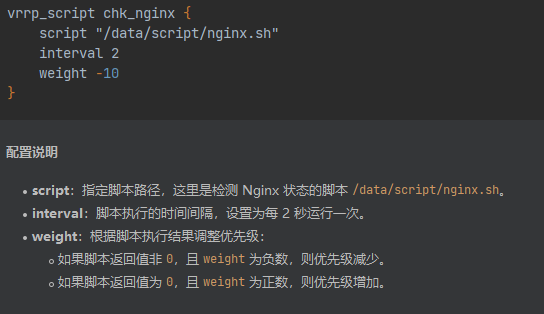 vrrp_script chk_nginx {
script "/data/script/nginx.sh"
interval 2
weight -10
}
配置说明
• script：指定脚本路径，这里是检测 Nginx 状态的脚本 /data/script/nginx.sh。
• interval：脚本执行的时间间隔，设置为每 2 秒运行一次。
• weight：根据脚本执行结果调整优先级：
○ 如果脚本返回值非 0，且 weight 为负数，则优先级减少。
○ 如果脚本返回值为 0，且 weight 为正数，则优先级增加。